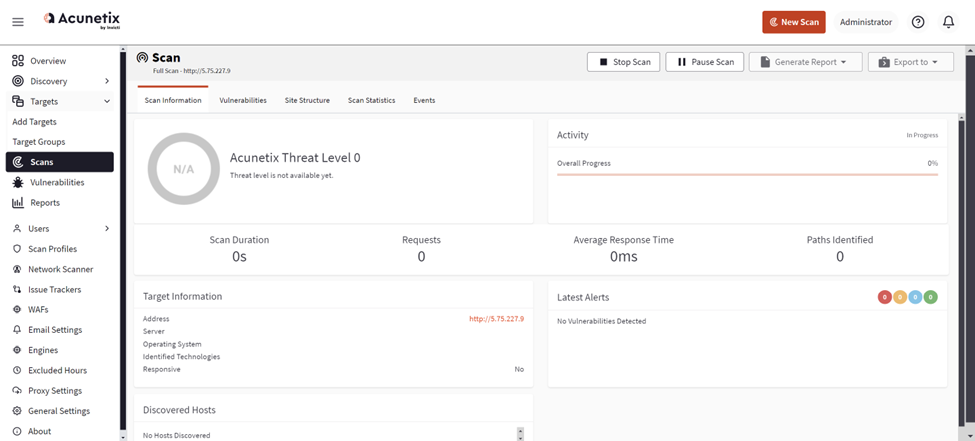 Acunetix
by Invicti
New Scan
Administrator
Overview
Discovery
Targets
Add Targets
Target Groups
Scans
Vulnerabilities
Reports
Users
Scan Profiles
Network Scanner
Issue Trackers
WAFs
Email Settings
Engines
Excluded Hours
Proxy Settings
General Settings
About
Scan
Full Scan - http://5.75.227.9
Stop Scan
Pause Scan
Generate Report
Export to
Scan Information
Vulnerabilities
Site Structure
Scan Statistics
Events
N/A
Acunetix Threat Level 0
Threat level is not available yet.
Activity
In Progress
Overall Progress
0%
Scan Duration
0s
Requests
0
Average Response Time
0ms
Paths Identified
0
Target Information
Address http://5.75.227.9
Server
Operating System
Identified Technologies
Responsive No
Latest Alerts
0 0 0 0
No Vulnerabilities Detected
Discovered Hosts
No Hosts Discovered